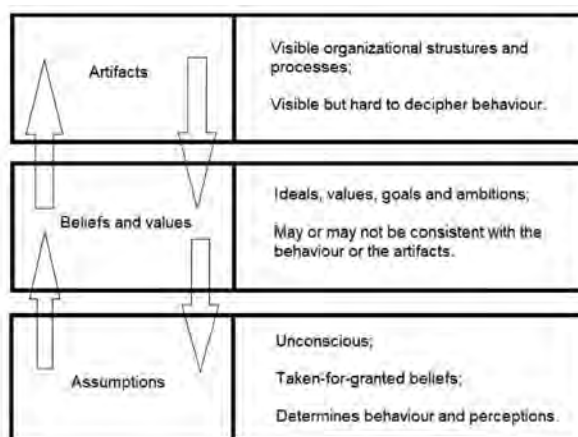 Artifacts
Visible organizational strustures and
processes;
Visible but hard to decipher behaviour.
Beliefs and values
Ideals, values, goals and ambitions;
May or may not be consistent with the
behaviour or the artifacts.
Assumptions
Unconscious;
Taken-for-granted beliefs;
Determines behaviour and perceptions.